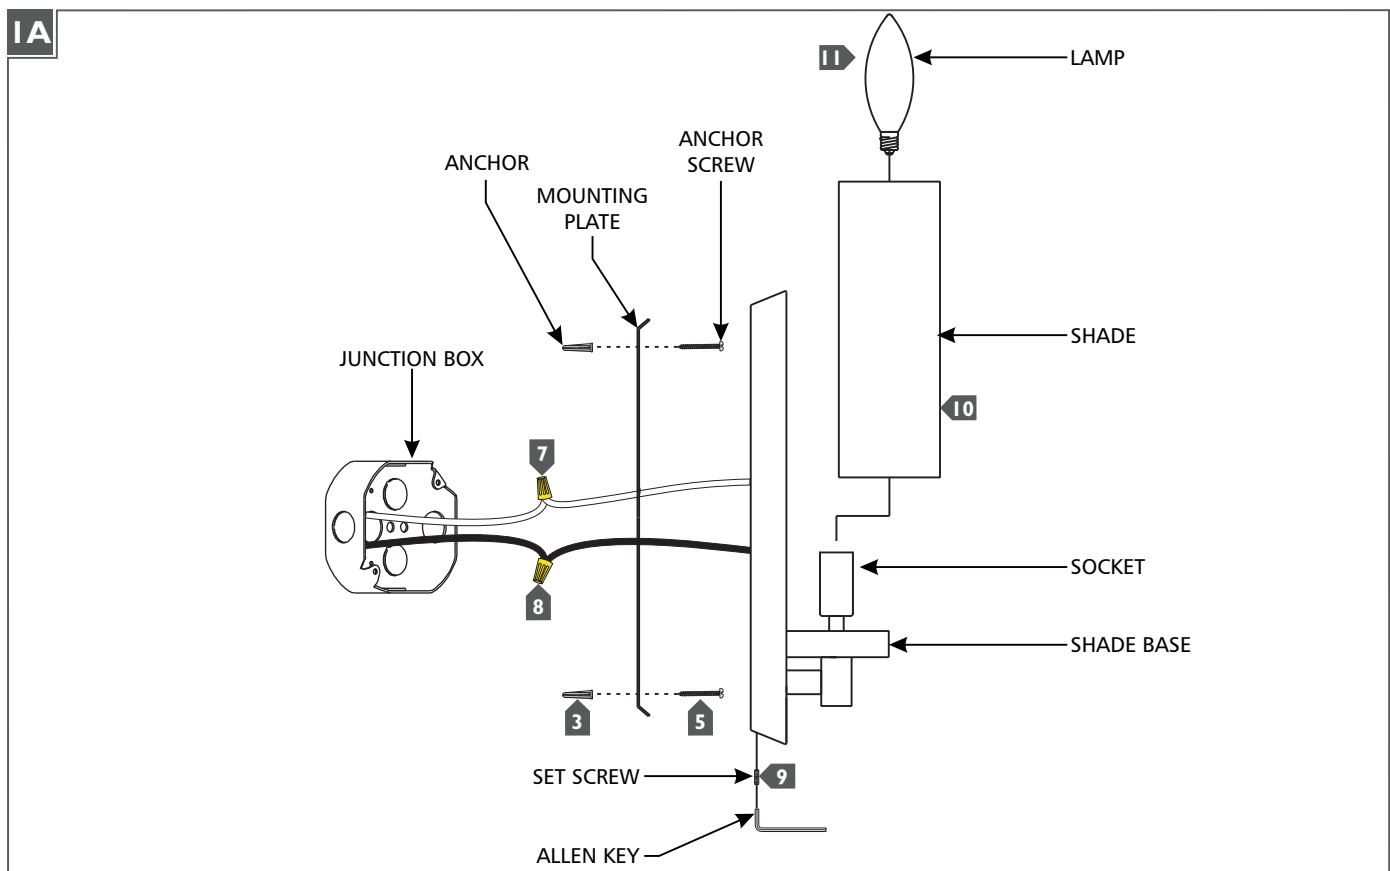 1A
11
LAMP
ANCHOR
SCREW
ANCHOR
MOUNTING
PLATE
SHADE
JUNCTION BOX
10
7
SOCKET
8
SHADE BASE
3
5
SET SCREW
9
ALLEN KEY